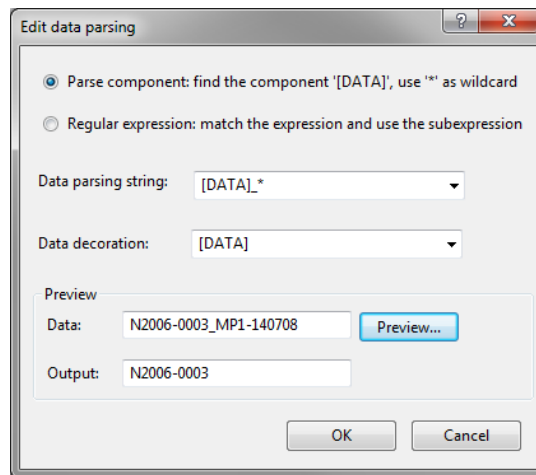 Edit data parsing
?
Parse component: find the component '[DATA]', use '*' as wildcard
Regular expression: match the expression and use the subexpression
Data parsing string: [DATA]_*
Data decoration: [DATA]
Preview
Data: N2006-0003_MP1-140708 Preview...
Output: N2006-0003
OK Cancel